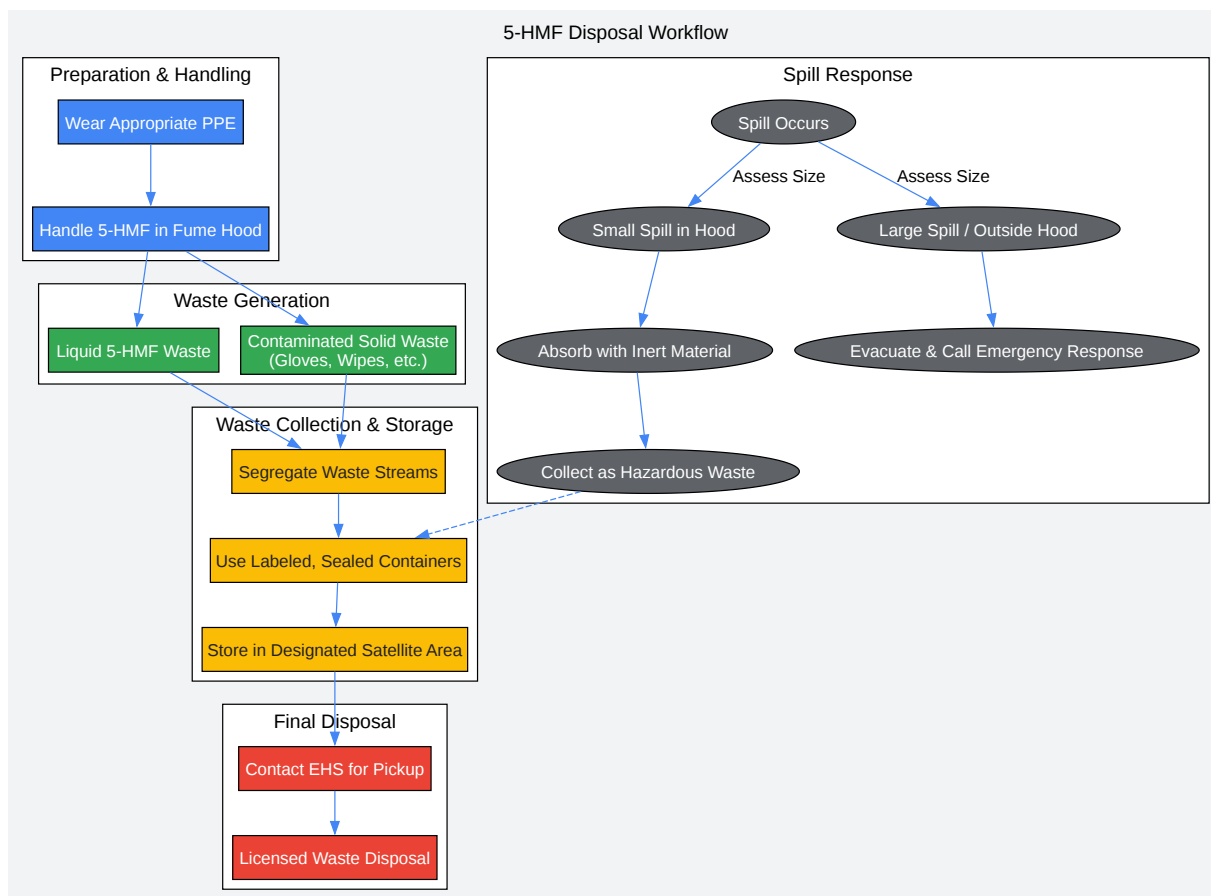 5-HMF Disposal Workflow
Preparation & Handling
Wear Appropriate PPE
Handle 5-HMF in Fume Hood
Waste Generation
Liquid 5-HMF Waste
Contaminated Solid Waste
(Gloves, Wipes, etc.)
Waste Collection & Storage
Segregate Waste Streams
Use Labeled, Sealed Containers
Store in Designated Satellite Area
Final Disposal
Contact EHS for Pickup
Licensed Waste Disposal
Spill Response
Spill Occurs
Assess Size
Assess Size
Small Spill in Hood
Large Spill / Outside Hood
Absorb with Inert Material
Evacuate & Call Emergency Response
Collect as Hazardous Waste